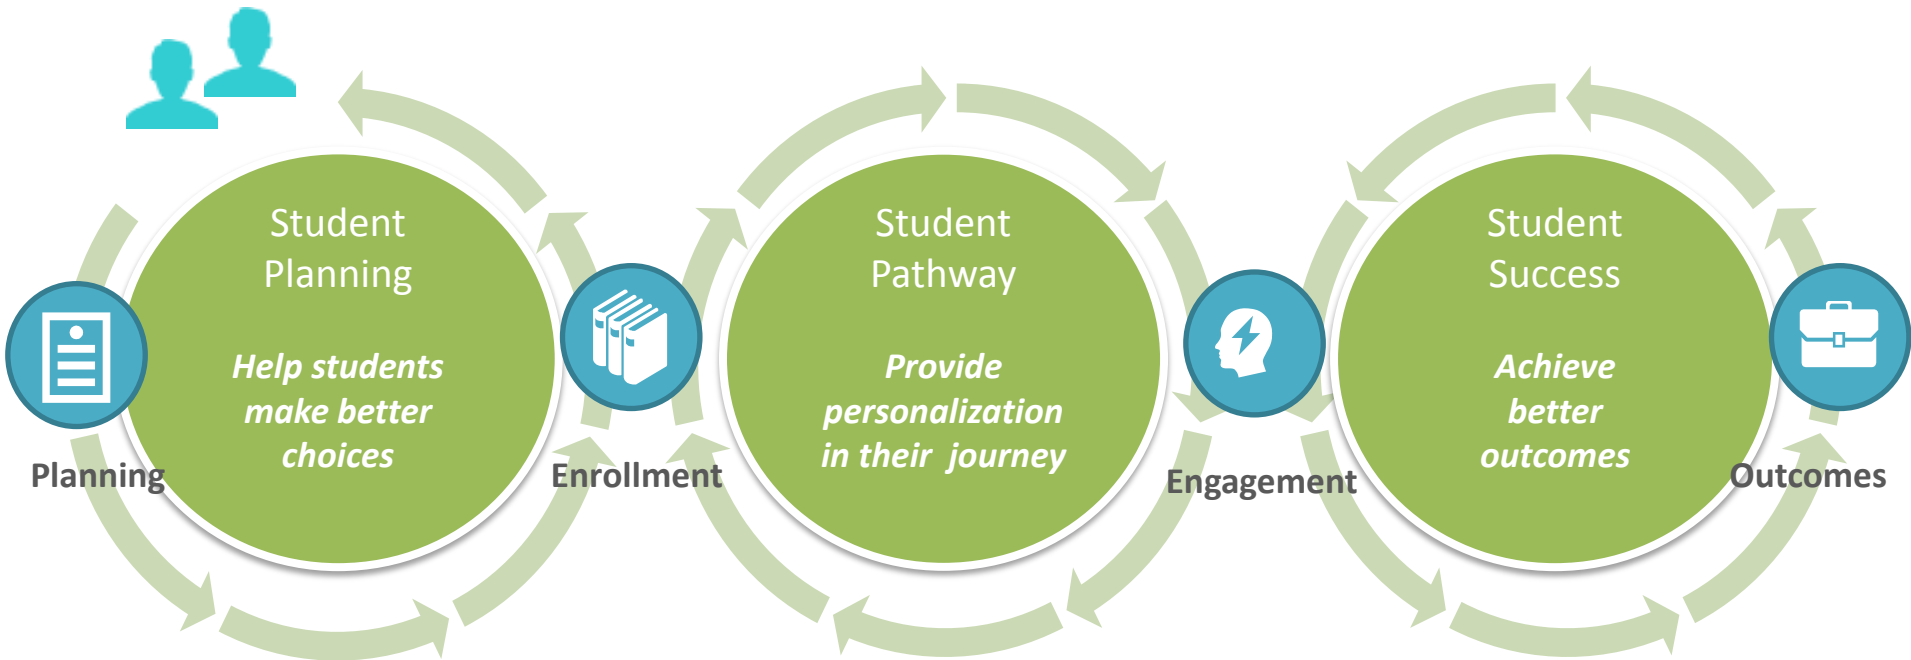 Student
Planning
Help students
make better
choices
Student
Pathway
Provide
personalization
in their  journey
Student
Success
Achieve
better
outcomes
Planning
Enrollment
Engagement
Outcomes